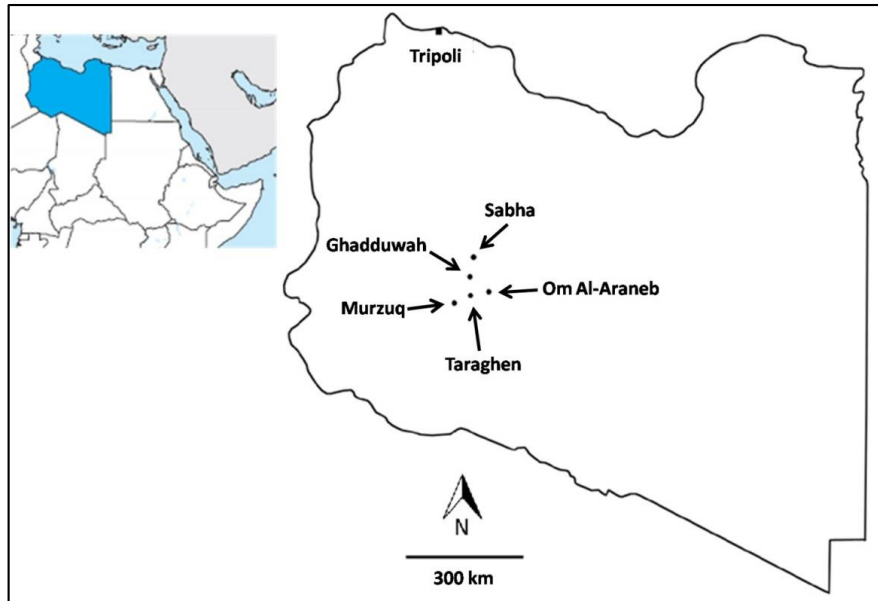 Tripoli
Sabha
Ghadduwah
Om Al-Araneb
Murzuq
Taraghen
N
300 km